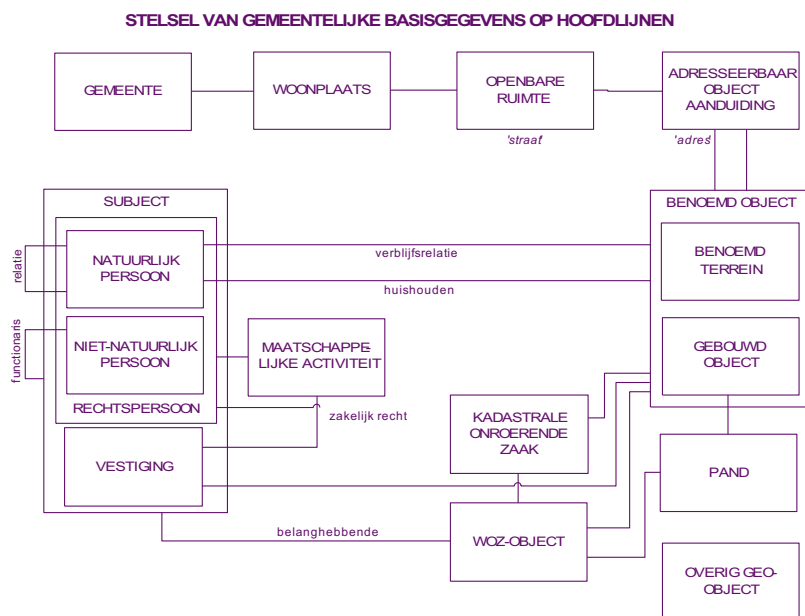 STELSEL VAN GEMEENTELIJKE BASISGEGEVENS OP HOOFDLIJNEN
GEMEENTE
WOONPLAATS
OPENBARE
RUIMTE
ADRESSEERBAAR
OBJECT
AANDUIDING
'straat'
'adres'
SUBJECT
BENOEMD OBJECT
relatie
NATUURLIJK
PERSOON
verblijfsrelatie
huishouden
BENOEMD
TERREIN
functionaris
NIET-NATUURLIJK
PERSOON
MAATSCHAPPE-
LIJKE ACTIVITEIT
GEBOUWD
OBJECT
RECHTSPERSOON
zakelijk recht
KADASTRALE
ONROERENDE
ZAAK
VESTIGING
PAND
belanghebbende
WOZ-OBJECT
OVERIG GEO-
OBJECT